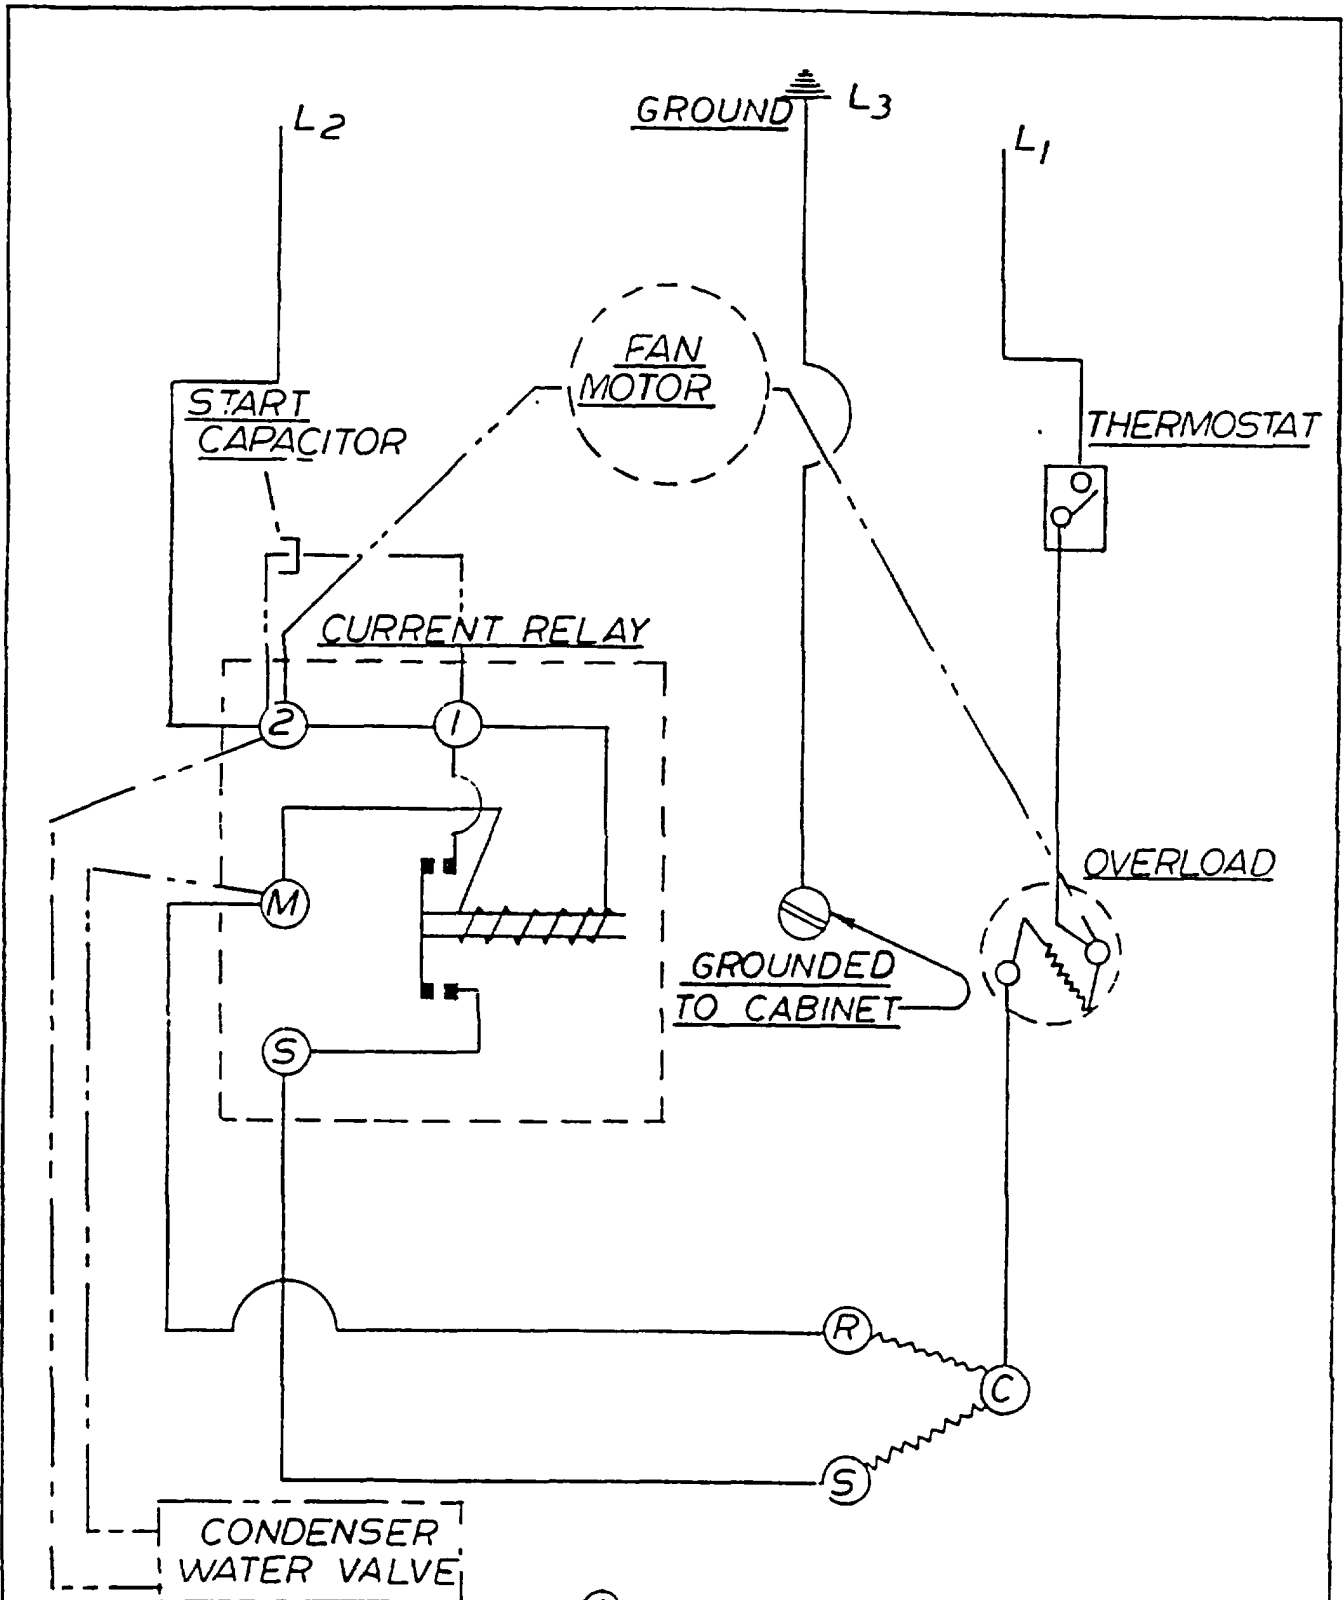 L2
GROUND
L3
L1
FAN
MOTOR
START
CAPACITOR
THERMOSTAT
CURRENT RELAY
2
1
OVERLOAD
M
GROUNDED
TO CABINET
S
R
C
S
CONDENSER
WATER VALVE